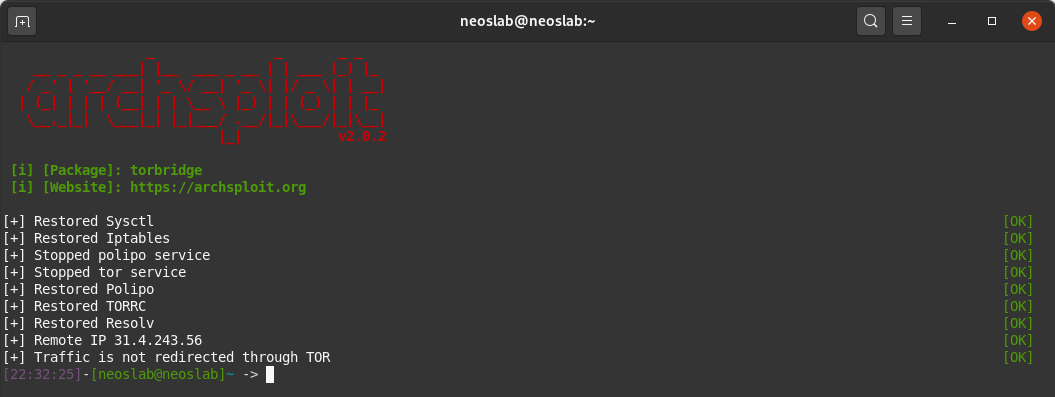 neoslab@neoslab:~
archsploit
v2.0.2
[i] [Package]: torbridge
[i] [Website]: https://archsploit.org
[+] Restored Sysctl [OK]
[+] Restored Iptables [OK]
[+] Stopped polipo service [OK]
[+] Stopped tor service [OK]
[+] Restored Polipo [OK]
[+] Restored TORRC [OK]
[+] Restored Resolv [OK]
[+] Remote IP 31.4.243.56 [OK]
[+] Traffic is not redirected through TOR [OK]
[22:32:25]-[neoslab@neoslab]~ ->